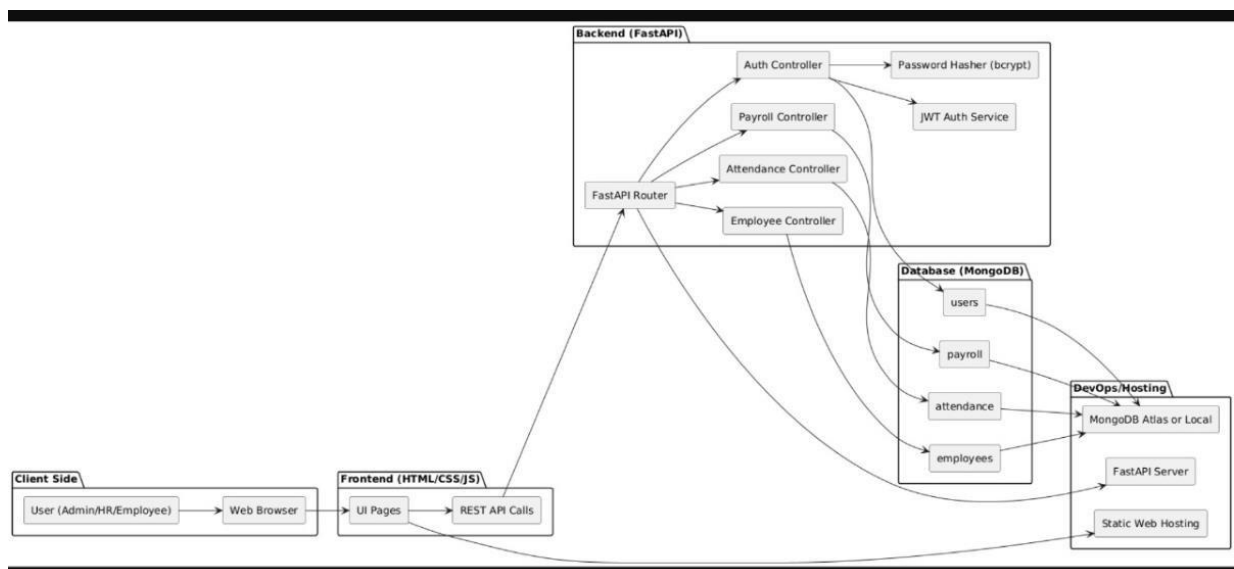 Backend (FastAPI)
Auth Controller
Password Hasher (bcrypt)
JWT Auth Service
Payroll Controller
Attendance Controller
FastAPI Router
Employee Controller
Database (MongoDB)
users
payroll
attendance
employees
DevOps/Hosting
MongoDB Atlas or Local
FastAPI Server
Static Web Hosting
Client Side
User (Admin/HR/Employee)
Web Browser
Frontend (HTML/CSS/JS)
UI Pages
REST API Calls